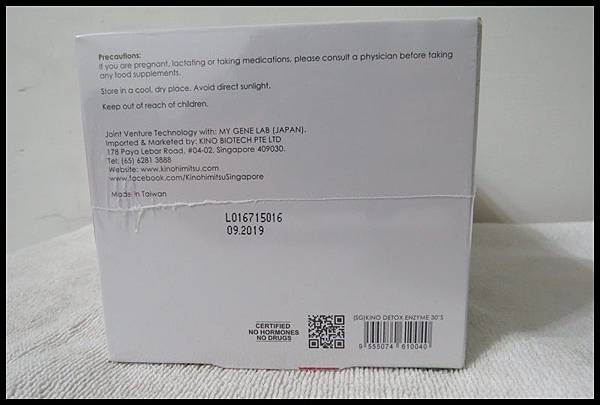 Precautions:
If you are pregnant, lactating or taking medications, please consult a physician before taking
any food supplements.
Store in a cool, dry place. Avoid direct sunlight.
Keep out of reach of children.
Joint Venture Technology with: MY GENE LAB (JAPAN).
Imported & Marketed by: KINO BIOTECH PTE LTD
178 Paya Lebar Road, #04-02, Singapore 409030.
Tel: (65) 6281 3888
Website: www.kinohimitsu.com
www.facebook.com/KinohimitsuSingapore
Made in Taiwan
L016715016
09.2019
CERTIFIED
NO HORMONES
NO DRUGS
(SG)KINO DETOX ENZYME 30'S
9 555074 610040